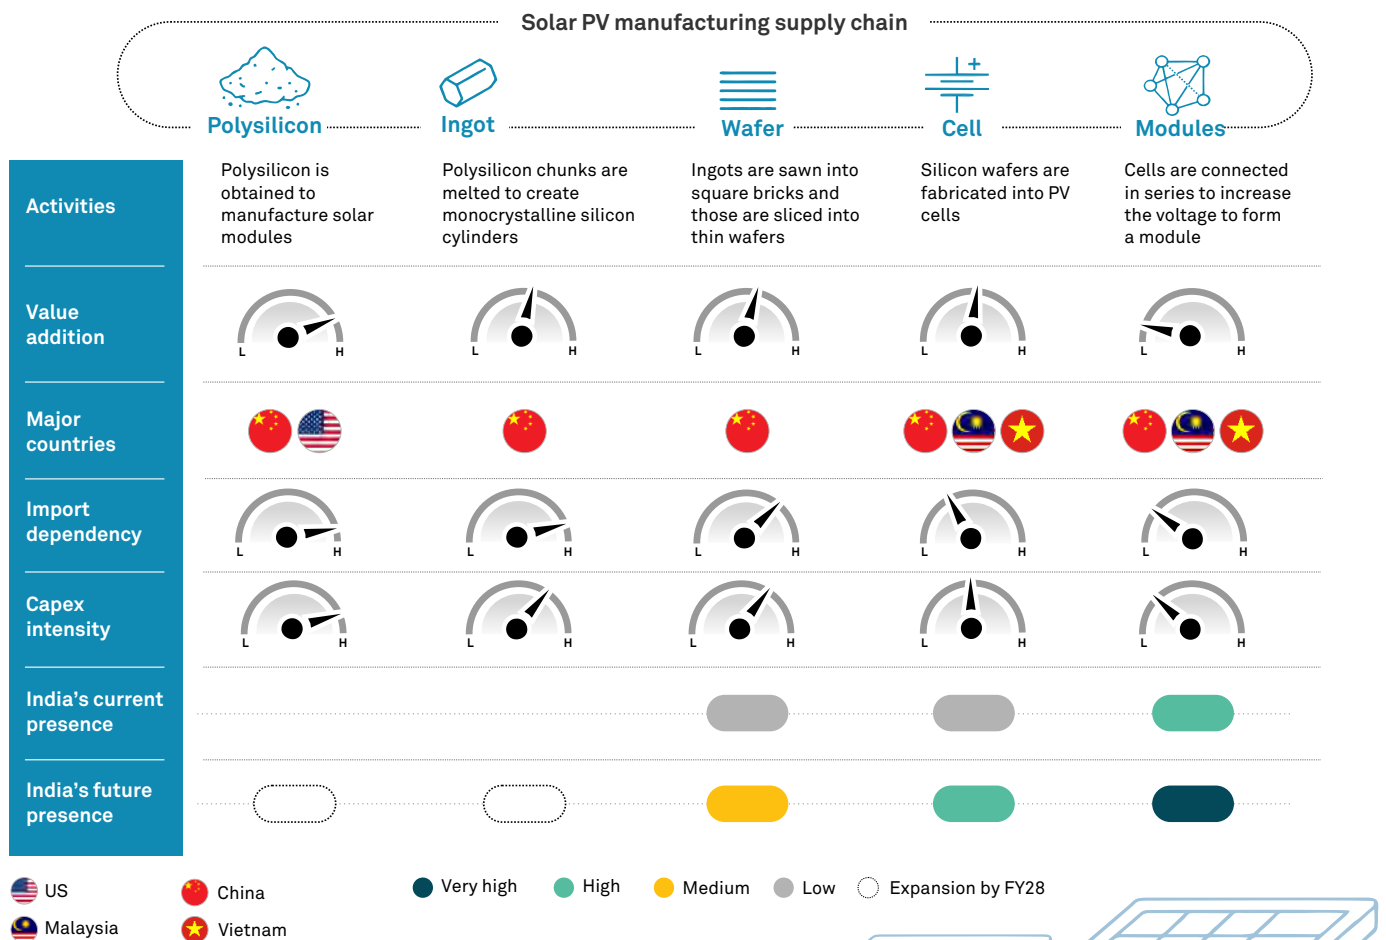 Solar PV manufacturing supply chain
+
Polysilicon
Ingot
Wafer
Cell
Modules
Activities
Polysilicon is
obtained to
manufacture solar
modules
Polysilicon chunks are
melted to create
monocrystalline silicon
cylinders
Ingots are sawn into
square bricks and
those are sliced into
thin wafers
Silicon wafers are
fabricated into PV
cells
Cells are connected
in series to increase
the voltage to form
a module
Value
addition
L H
L H
L H
L H
L H
Major
countries
Import
dependency
L H
L H
L H
L H
L H
Capex
intensity
L H
L H
L H
L H
L H
India's current
presence
India's future
presence
US
China
Very high
High
Medium
Low
Expansion by FY28
Malaysia
Vietnam